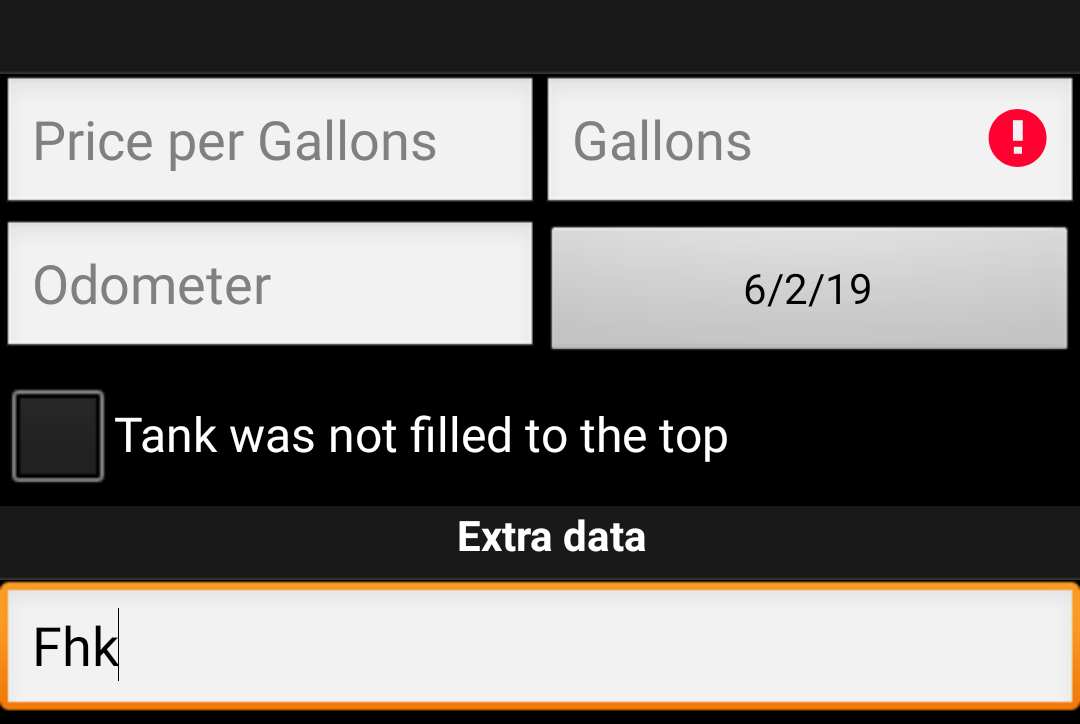 Price per Gallons
Gallons
Odometer
6/2/19
Tank was not filled to the top
Extra data
Fhk